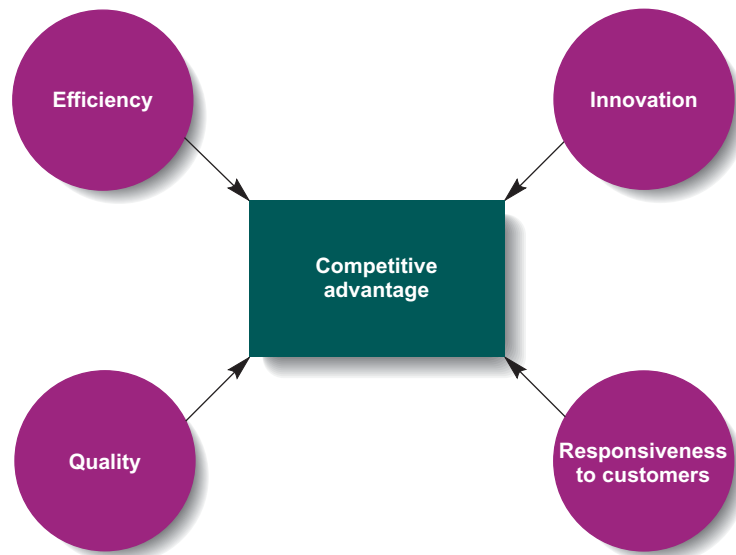 Efficiency
Innovation
Competitive
advantage
Quality
Responsiveness
to customers